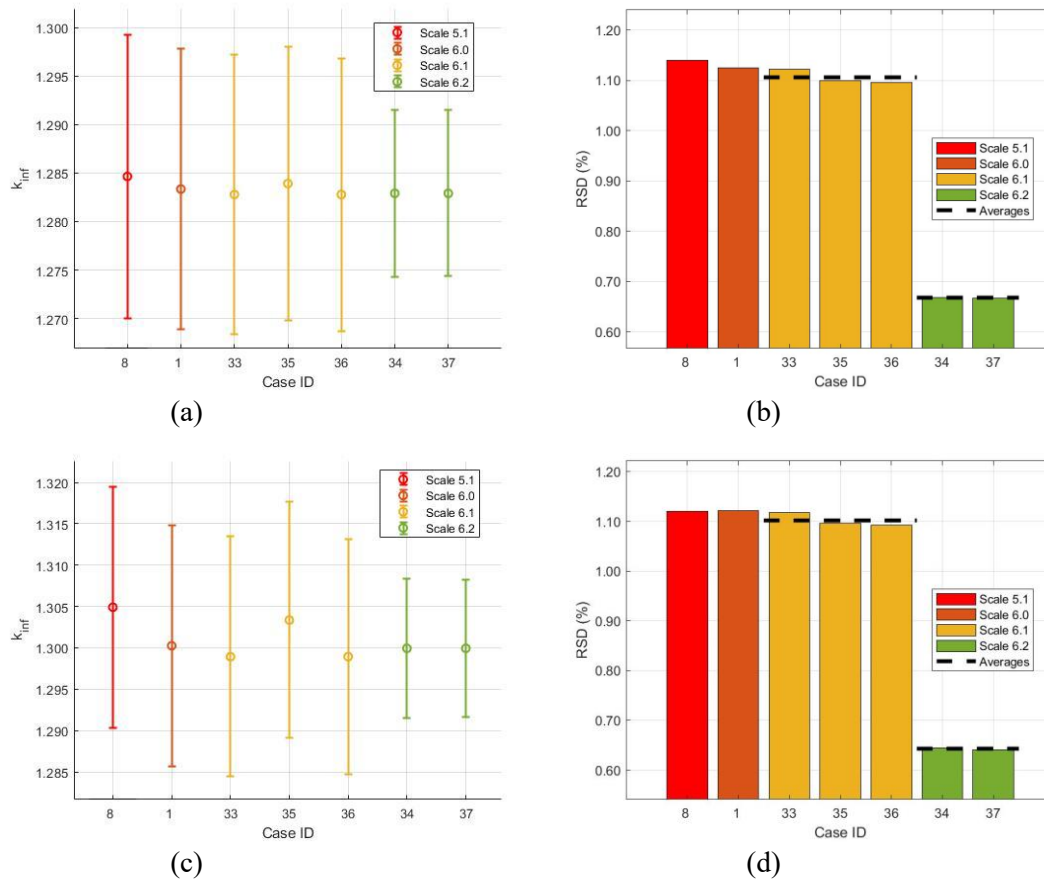 1.300
1.295
1.290
1.285
1.280
1.275
1.270
k_inf
Scale 5.1
Scale 6.0
Scale 6.1
Scale 6.2
8 1 33 35 36 34 37
Case ID
(a)
1.20
1.10
1.00
0.90
0.80
0.70
0.60
RSD (%)
Scale 5.1
Scale 6.0
Scale 6.1
Scale 6.2
Averages
8 1 33 35 36 34 37
Case ID
(b)
1.320
1.315
1.310
1.305
1.300
1.295
1.290
1.285
k_inf
Scale 5.1
Scale 6.0
Scale 6.1
Scale 6.2
8 1 33 35 36 34 37
Case ID
(c)
1.20
1.10
1.00
0.90
0.80
0.70
0.60
RSD (%)
Scale 5.1
Scale 6.0
Scale 6.1
Scale 6.2
Averages
8 1 33 35 36 34 37
Case ID
(d)